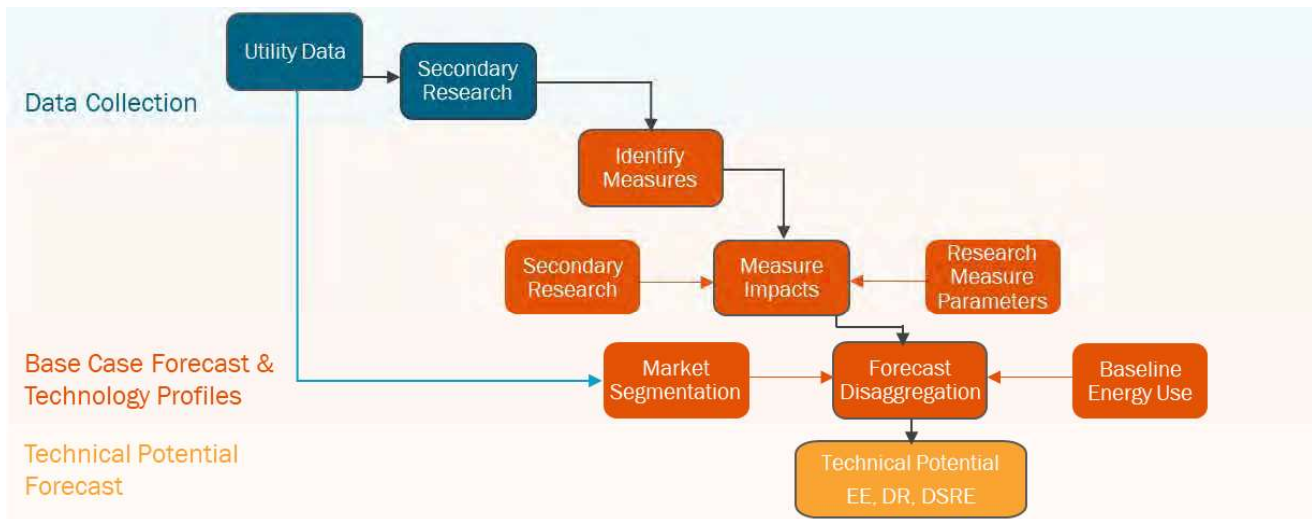 Utility Data
Secondary
Research
Data Collection
Identify
Measures
Secondary
Research
Measure
Impacts
Research
Measure
Parameters
Base Case Forecast &
Technology Profiles
Market
Segmentation
Forecast
Disaggregation
Baseline
Energy Use
Technical Potential
Forecast
Technical Potential
EE, DR, DSRE